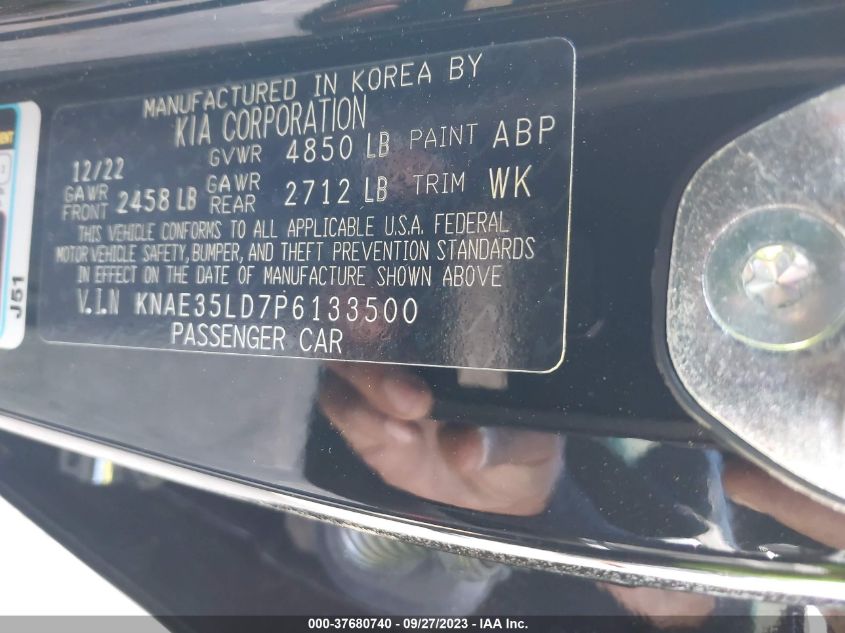 MANUFACTURED IN KOREA BY
KIA CORPORATION
12/22 GVWR 4850 LB PAINT ABP
GAWR FRONT 2458 LB GAWR REAR 2712 LB TRIM WK
THIS VEHICLE CONFORMS TO ALL APPLICABLE U.S.A. FEDERAL
MOTOR VEHICLE SAFETY, BUMPER, AND THEFT PREVENTION STANDARDS
IN EFFECT ON THE DATE OF MANUFACTURE SHOWN ABOVE
V.I.N KNAE35LD7P6133500
PASSENGER CAR
J51
000-37680740 - 09/27/2023 - IAA Inc.